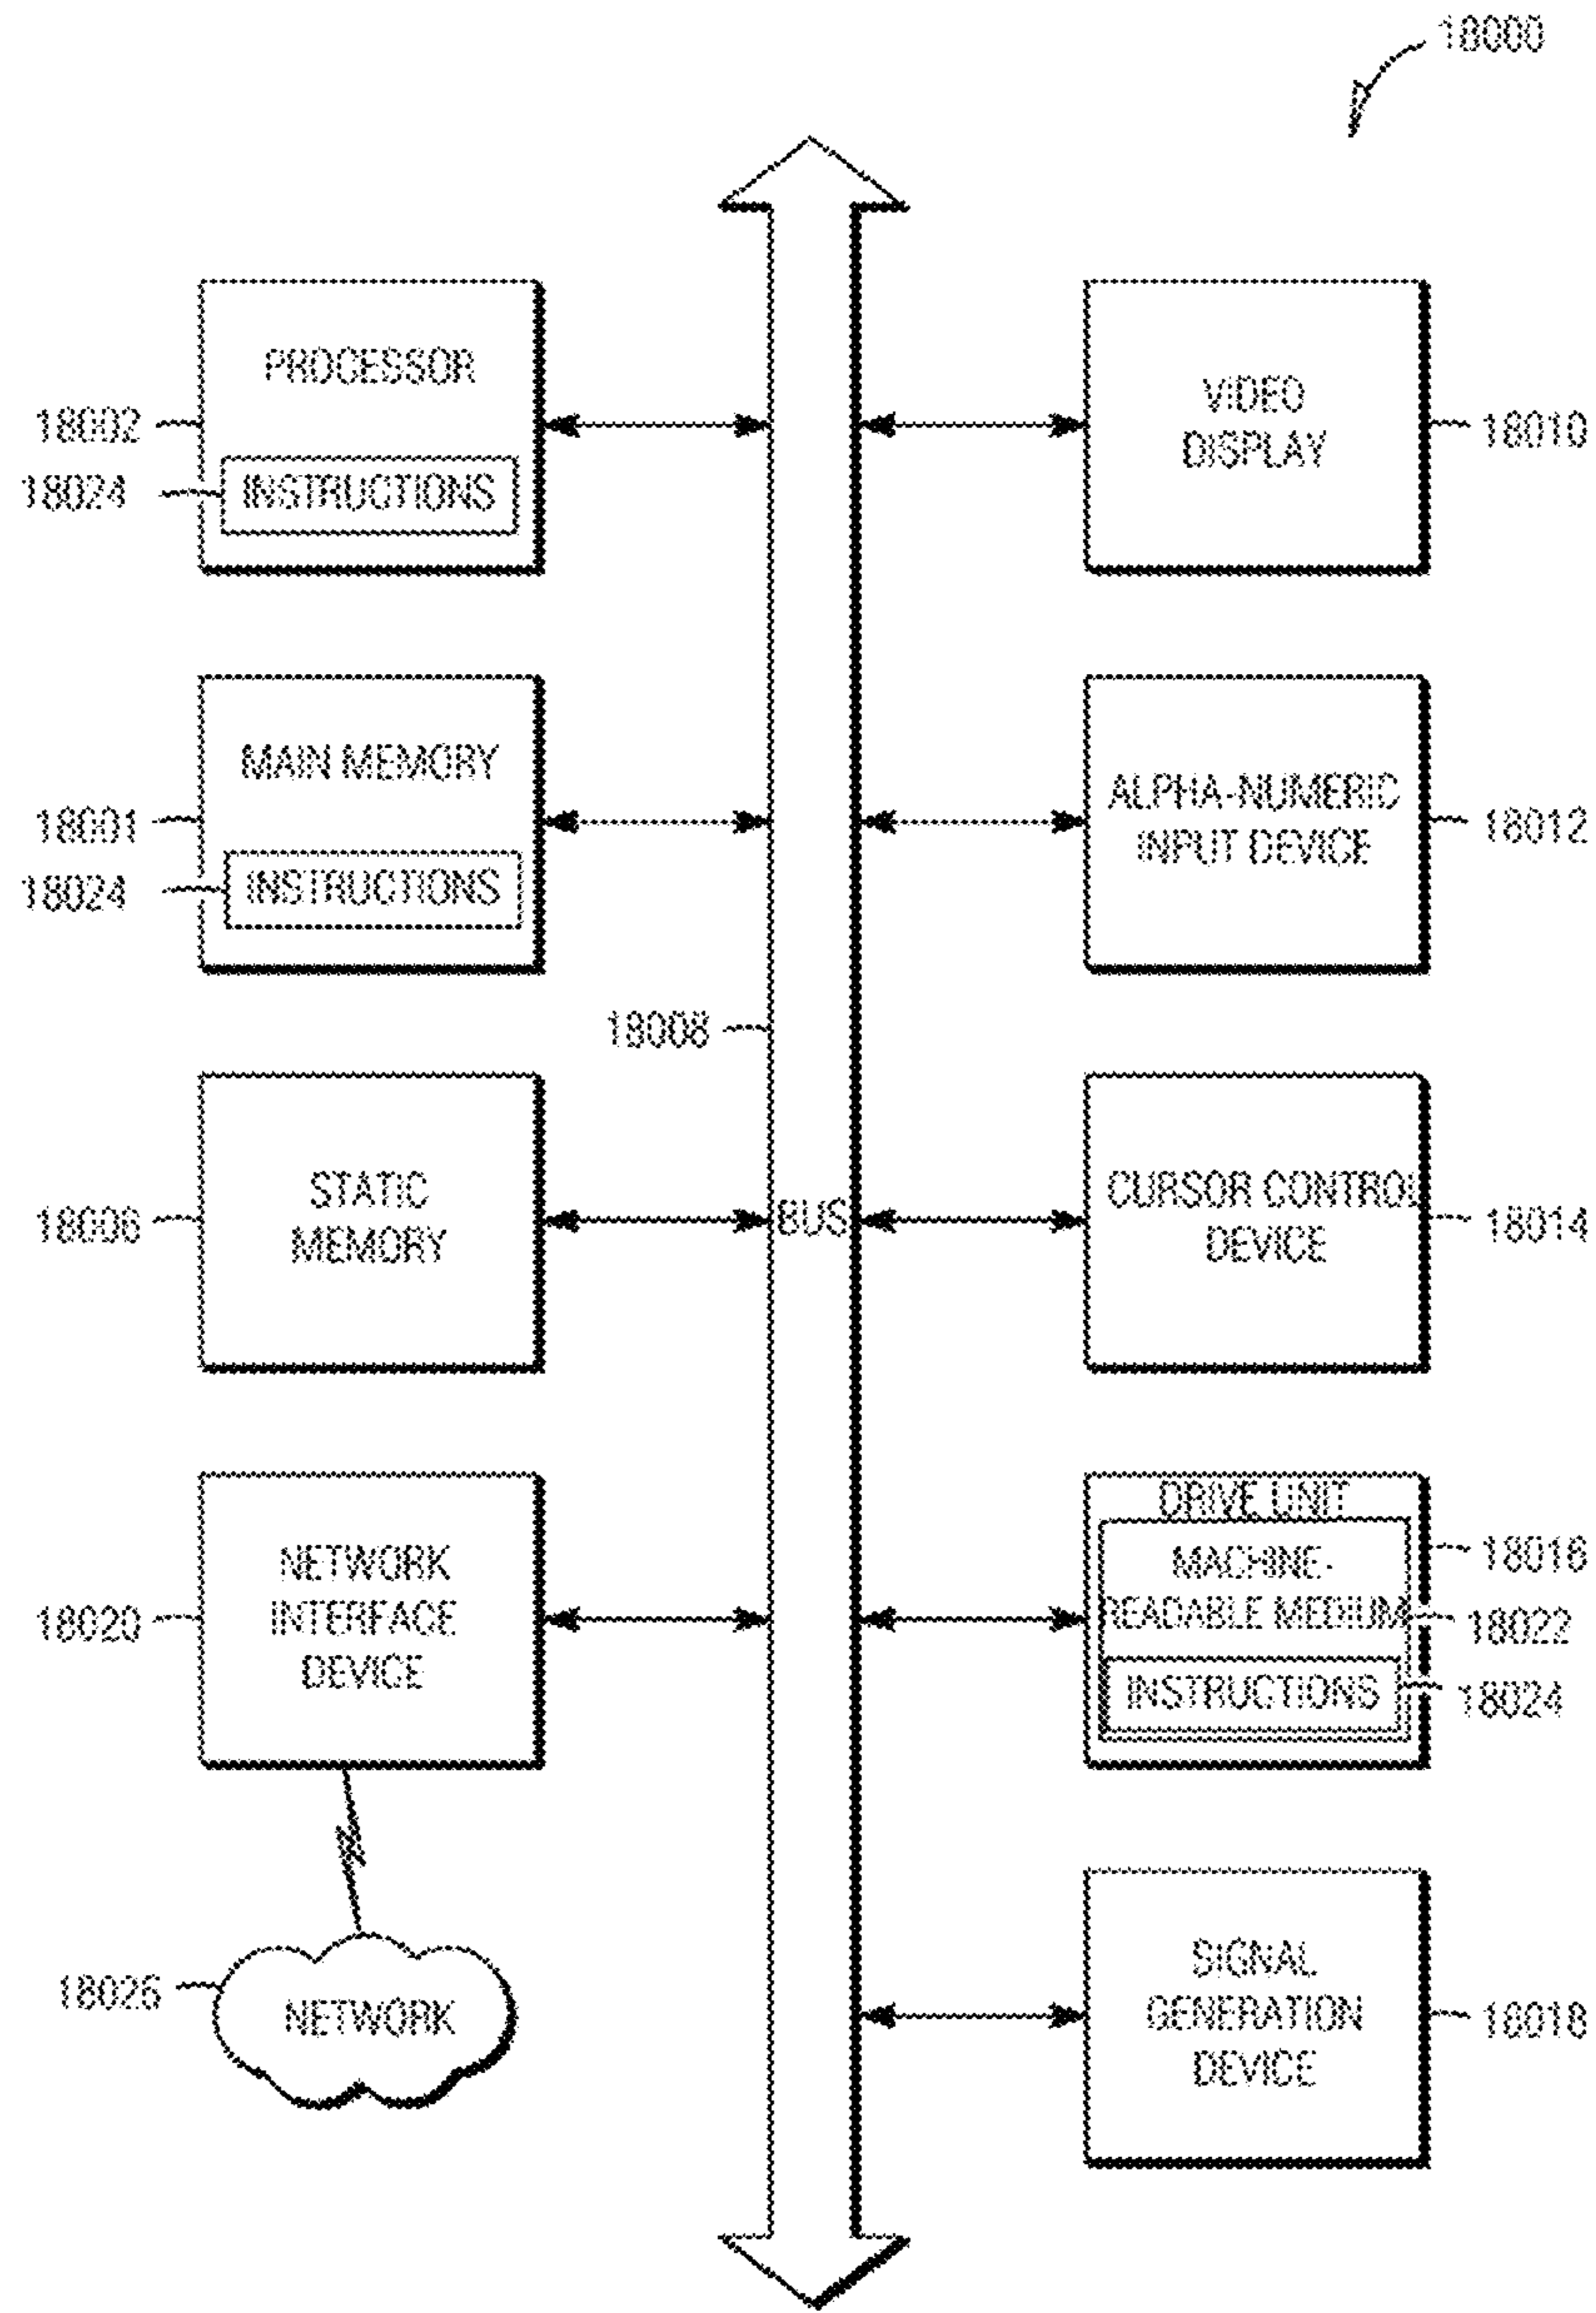 18000
PROCESSOR
18002
18024
INSTRUCTIONS
VIDEO
DISPLAY
18010
MAIN MEMORY
18001
18024
INSTRUCTIONS
ALPHA-NUMERIC
INPUT DEVICE
18012
18008
STATIC
MEMORY
18006
BUS
CURSOR CONTROL
DEVICE
18014
NETWORK
INTERFACE
DEVICE
18020
DRIVE UNIT
MACHINE-
READABLE MEDIUM
INSTRUCTIONS
18016
18022
18024
18026
NETWORK
SIGNAL
GENERATION
DEVICE
18018